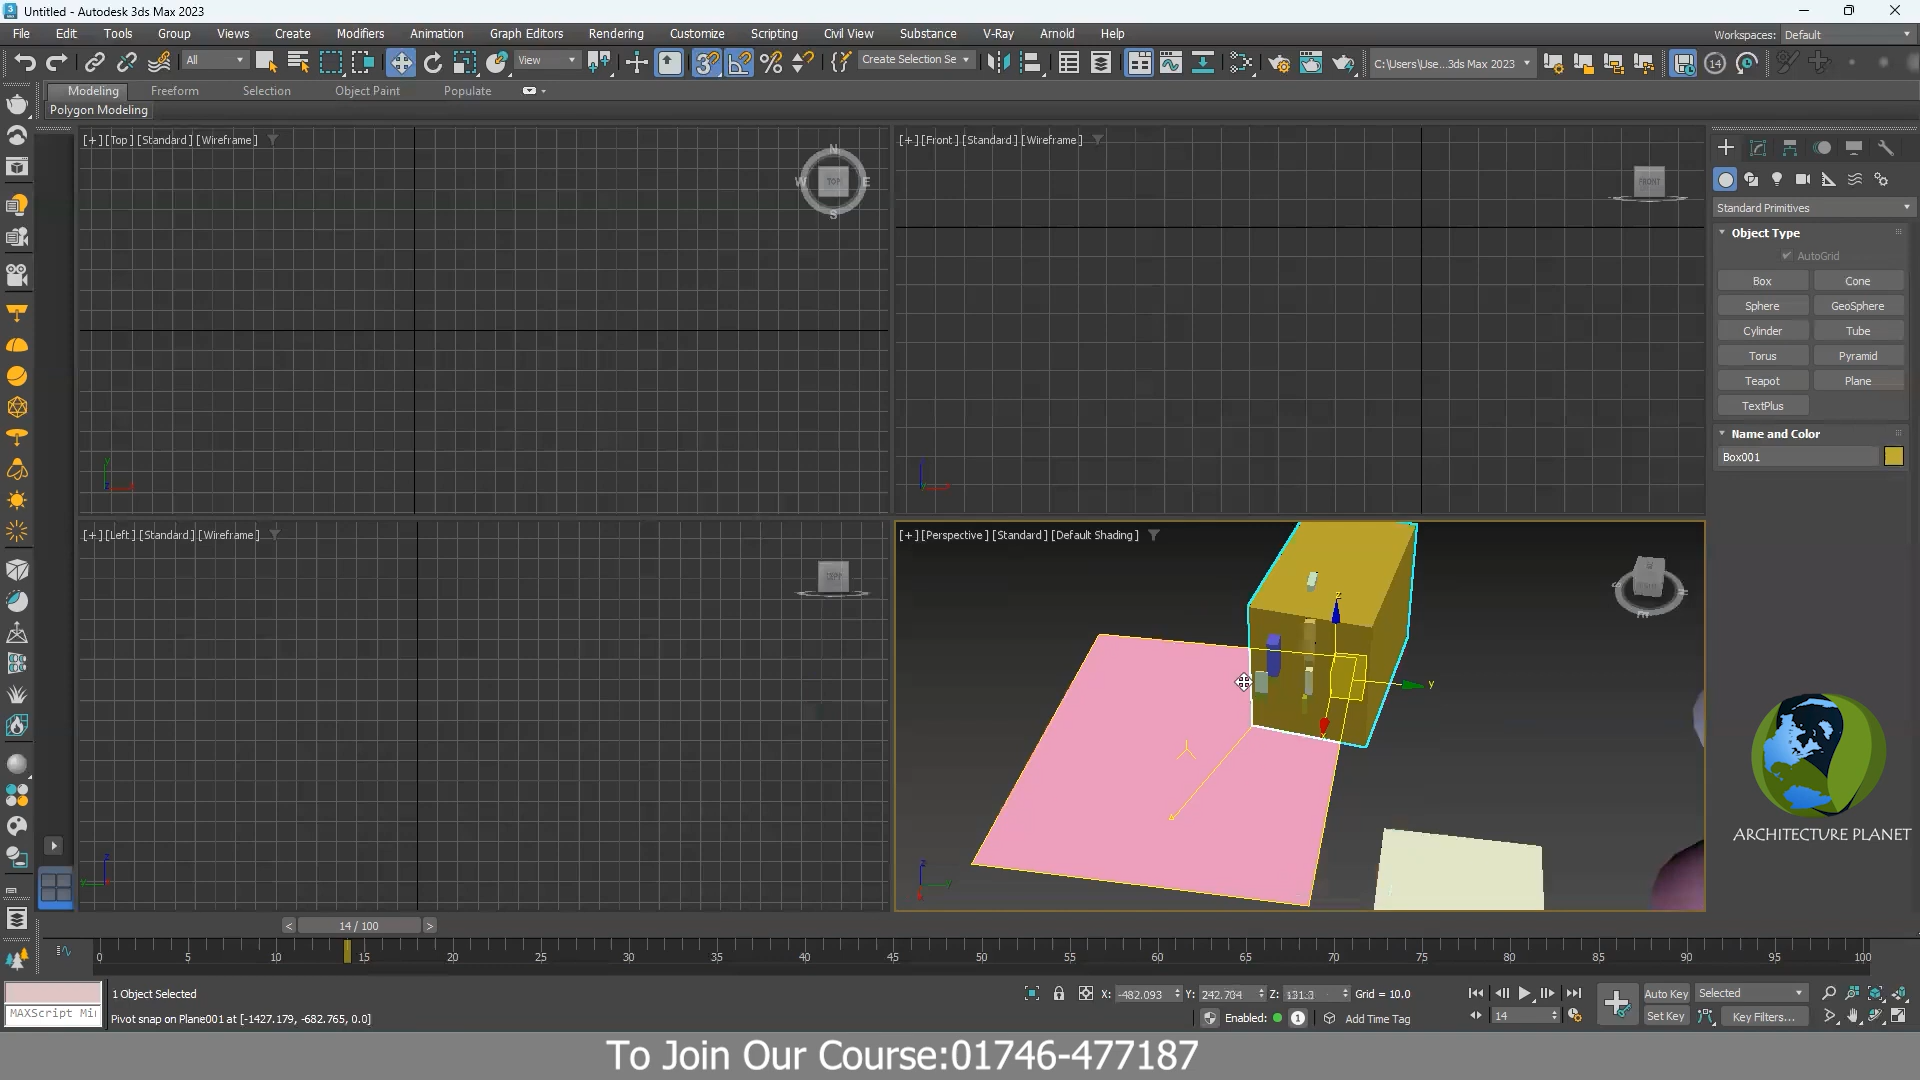 Untitled - Autodesk 3ds Max 2023
File Edit Tools Group Views Create Modifiers Animation Graph Editors Rendering Customize Scripting Civil View Substance V-Ray Arnold Help
Workspaces: Default
All
View
Create Selection Se
C:\Users\Use...3ds Max 2023
14
Modeling Freeform Selection Object Paint Populate
Polygon Modeling
[+] [Top] [Standard] [Wireframe]
N
W TOP E
S
[+] [Front] [Standard] [Wireframe]
FRONT
Standard Primitives
Object Type
AutoGrid
Box Cone
Sphere GeoSphere
Cylinder Tube
Torus Pyramid
Teapot Plane
TextPlus
Name and Color
Box001
[+] [Left] [Standard] [Wireframe]
[+] [Perspective] [Standard] [Default Shading]
z
y
ARCHITECTURE PLANET
< 14 / 100 >
0 5 10 15 20 25 30 35 40 45 50 55 60 65 70 75 80 85 90 95 100
1 Object Selected
X: -482.093 Y: 242.704 Z: 131.3 Grid = 10.0
Auto Key Selected
MAXScript Mi
Pivot snap on Plane001 at [-1427.179, -682.765, 0.0]
Enabled: 1 Add Time Tag
14
Set Key Key Filters...
To Join Our Course:01746-477187